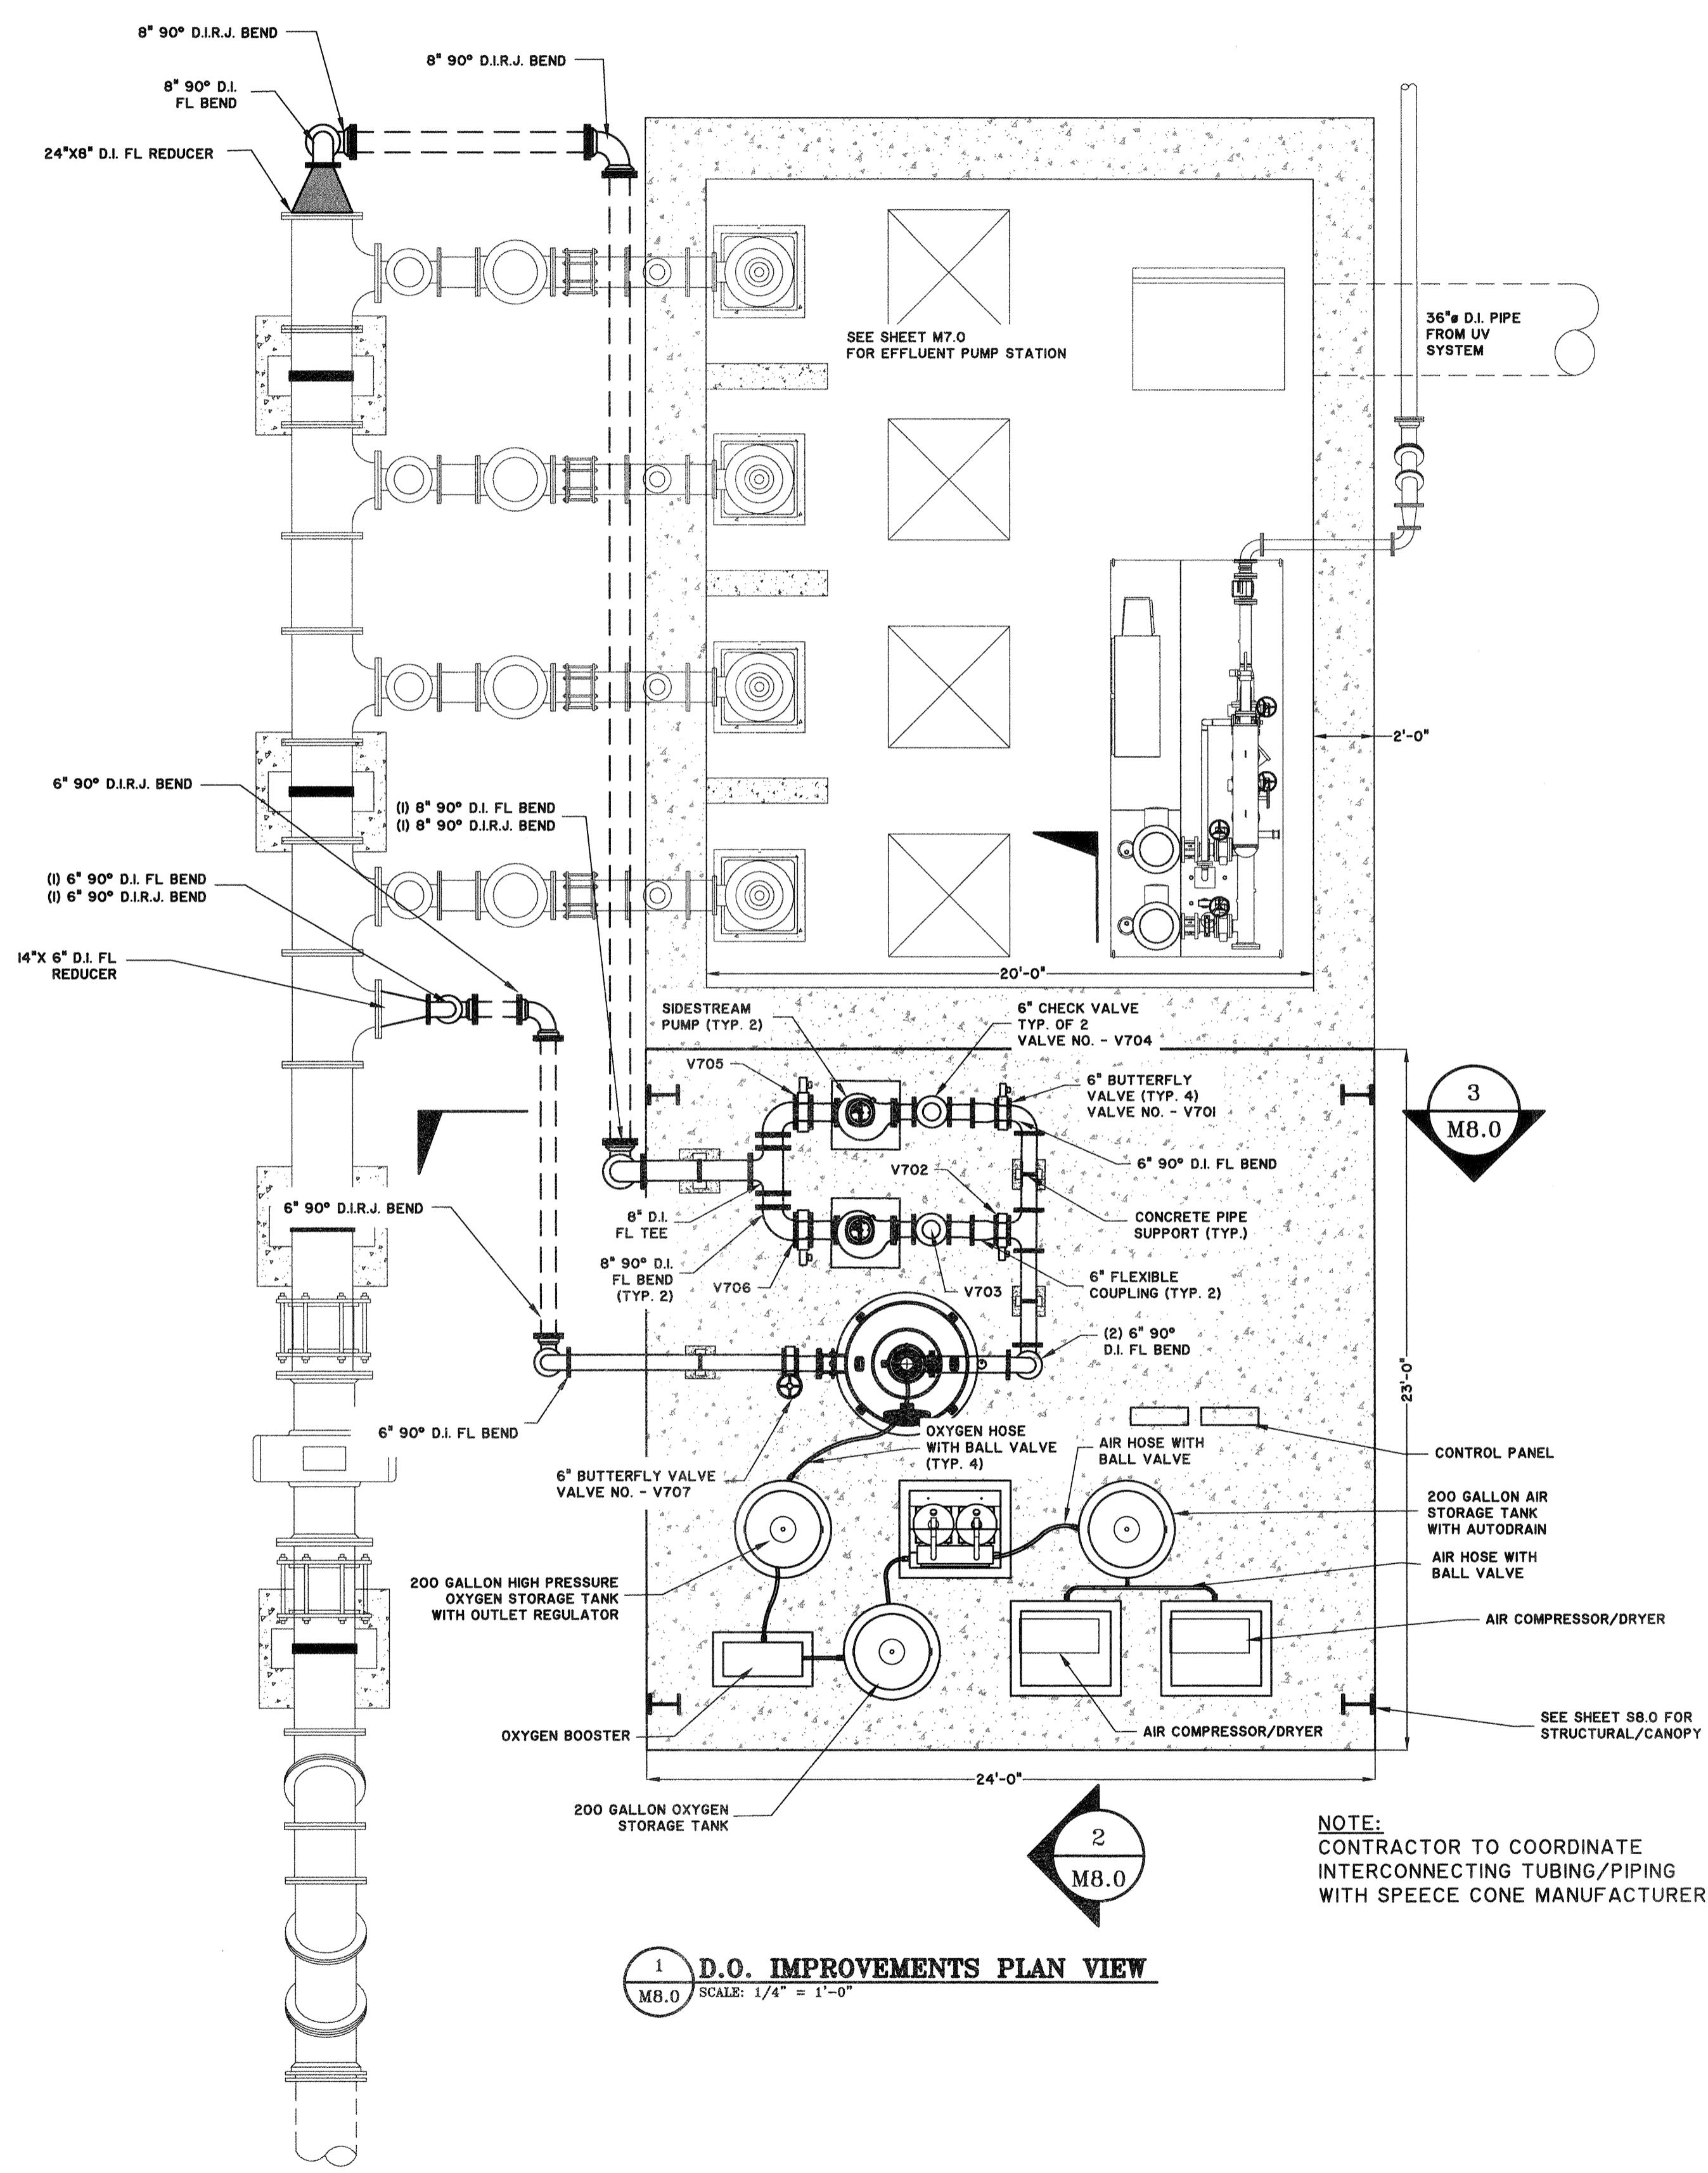 8" 90° D.I.R.J. BEND
8" 90° D.I.R.J. BEND
8" 90° D.I.
FL BEND
24"X8" D.I. FL REDUCER
SEE SHEET M7.0
FOR EFFLUENT PUMP STATION
36"ø D.I. PIPE
FROM UV
SYSTEM
2'-0"
6" 90° D.I.R.J. BEND
(1) 8" 90° D.I. FL BEND
(1) 8" 90° D.I.R.J. BEND
(1) 6" 90° D.I. FL BEND
(1) 6" 90° D.I.R.J. BEND
14"X 6" D.I. FL
REDUCER
20'-0"
SIDESTREAM
PUMP (TYP. 2)
6" CHECK VALVE
TYP. OF 2
VALVE NO. - V704
V705
6" BUTTERFLY
VALVE (TYP. 4)
VALVE NO. - V701
3
M8.0
V702
6" 90° D.I. FL BEND
6" 90° D.I.R.J. BEND
8" D.I.
FL TEE
CONCRETE PIPE
SUPPORT (TYP.)
8" 90° D.I.
FL BEND
(TYP. 2)
V706
V703
6" FLEXIBLE
COUPLING (TYP. 2)
(2) 6" 90°
D.I. FL BEND
23'-0"
6" 90° D.I. FL BEND
OXYGEN HOSE
WITH BALL VALVE
(TYP. 4)
AIR HOSE WITH
BALL VALVE
CONTROL PANEL
6" BUTTERFLY VALVE
VALVE NO. - V707
200 GALLON AIR
STORAGE TANK
WITH AUTODRAIN
AIR HOSE WITH
BALL VALVE
200 GALLON HIGH PRESSURE
OXYGEN STORAGE TANK
WITH OUTLET REGULATOR
AIR COMPRESSOR/DRYER
OXYGEN BOOSTER
AIR COMPRESSOR/DRYER
SEE SHEET S8.0 FOR
STRUCTURAL/CANOPY
24'-0"
200 GALLON OXYGEN
STORAGE TANK
2
M8.0
NOTE:
CONTRACTOR TO COORDINATE
INTERCONNECTING TUBING/PIPING
WITH SPEECE CONE MANUFACTURER
1
M8.0
D.O. IMPROVEMENTS PLAN VIEW
SCALE: 1/4" = 1'-0"